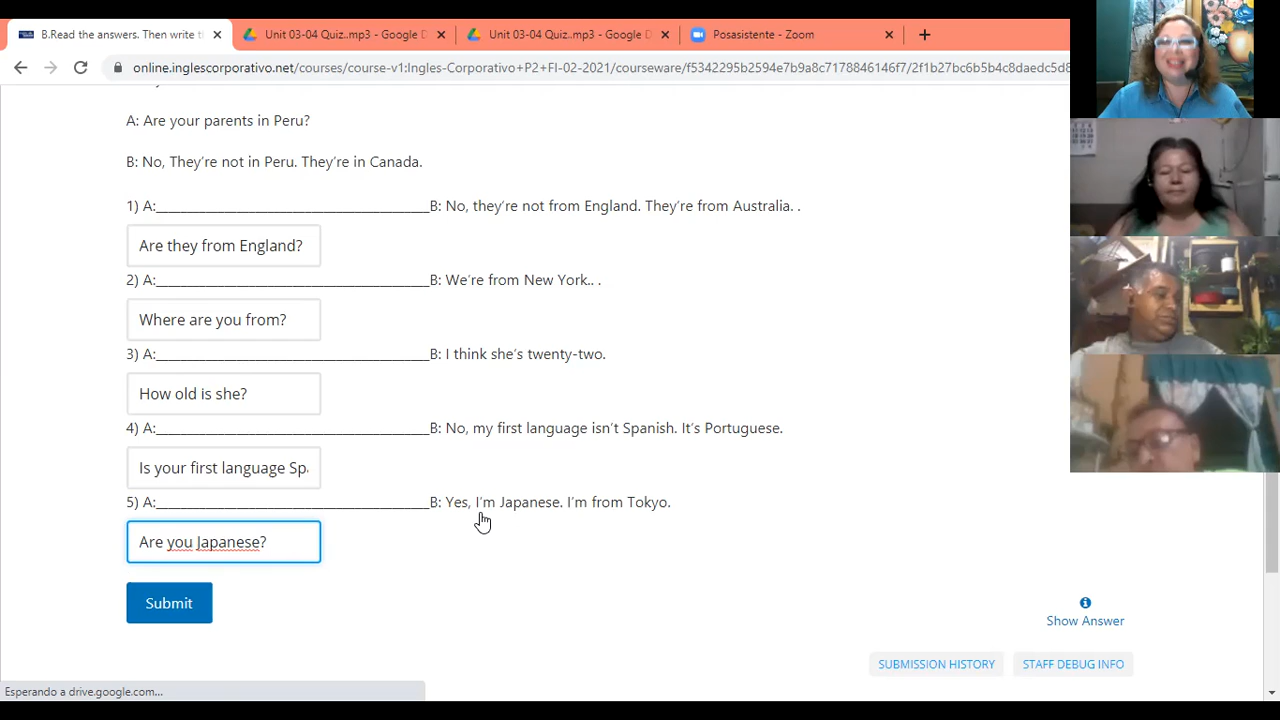 B.Read the answers. Then write t
Unit 03-04 Quiz..mp3 - Google D
Unit 03-04 Quiz..mp3 - Google D
Posasistente - Zoom
online.inglescorporativo.net/courses/course-v1:Ingles-Corporativo+P2+FI-02-2021/courseware/f5342295b2594e7b9a8c7178846146f7/2f1b27bc6b5b4c8daedc5d8
A: Are your parents in Peru?
B: No, They're not in Peru. They're in Canada.
1) A:______________________________B: No, they're not from England. They're from Australia. .
Are they from England?
2) A:______________________________B: We're from New York.. .
Where are you from?
3) A:______________________________B: I think she's twenty-two.
How old is she?
4) A:______________________________B: No, my first language isn't Spanish. It's Portuguese.
Is your first language Sp
5) A:______________________________B: Yes, I'm Japanese. I'm from Tokyo.
Are you Japanese?
Submit
Show Answer
SUBMISSION HISTORY
STAFF DEBUG INFO
Esperando a drive.google.com...